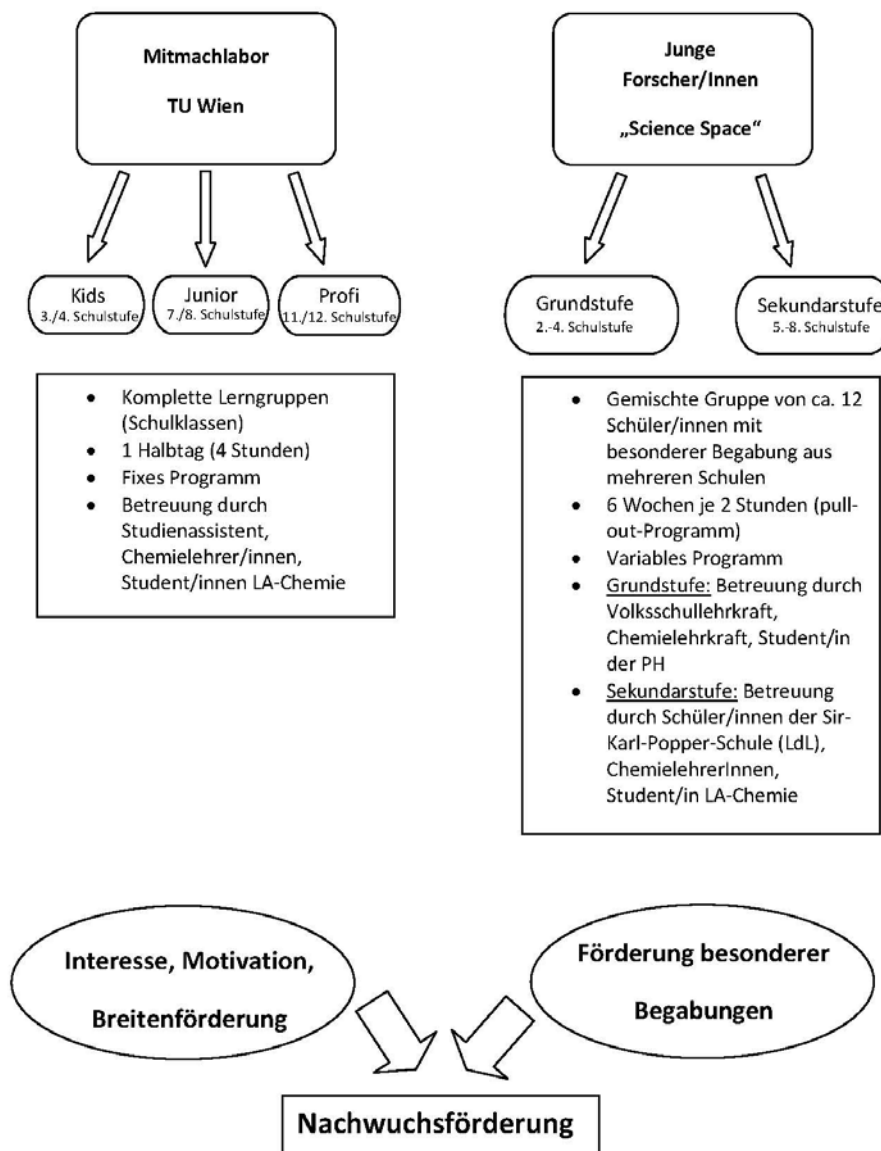 Mitmachlabor
TU Wien
Kids
3./4. Schulstufe
Junior
7./8. Schulstufe
Profi
11./12. Schulstufe
• Komplette Lerngruppen
(Schulklassen)
• 1 Halbtag (4 Stunden)
• Fixes Programm
• Betreuung durch
Studienassistent,
Chemielehrer/innen,
Student/innen LA-Chemie
Junge
Forscher/Innen
„Science Space“
Grundstufe
2.-4. Schulstufe
Sekundarstufe
5.-8. Schulstufe
• Gemischte Gruppe von ca. 12
Schüler/innen mit
besonderer Begabung aus
mehreren Schulen
• 6 Wochen je 2 Stunden (pull-
out-Programm)
• Variables Programm
• Grundstufe: Betreuung durch
Volksschullehrkraft,
Chemielehrkraft, Student/in
der PH
• Sekundarstufe: Betreuung
durch Schüler/innen der Sir-
Karl-Popper-Schule (LdL),
ChemielehrerInnen,
Student/in LA-Chemie
Interesse, Motivation,
Breitenförderung
Förderung besonderer
Begabungen
Nachwuchsförderung